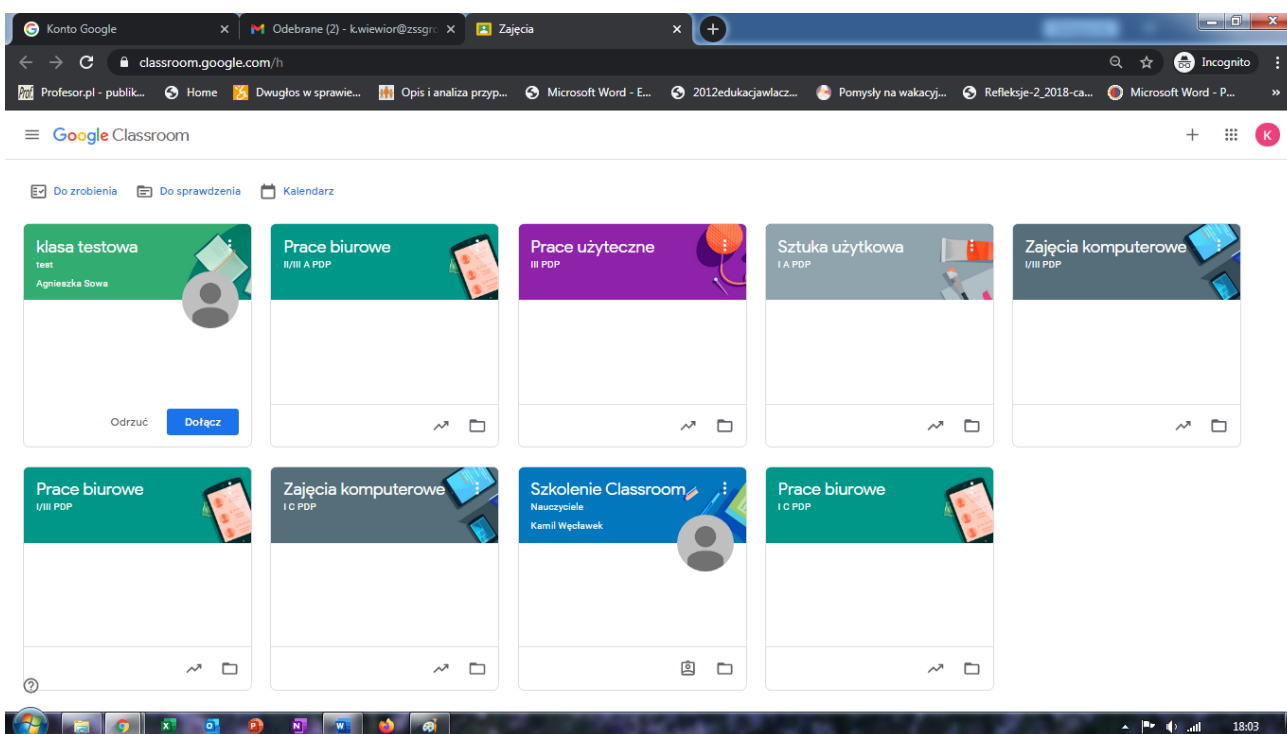 Konto Google
Odebrane (2) - k.wiewior@zssgro
Zajęcia
classroom.google.com/h
Incognito
Profesor.pl - publik...
Home
Dwugłos w sprawie...
Opis i analiza przyp...
Microsoft Word - E...
2012edukacjawlacz...
Pomysły na wakacyj...
Refleksje-2_2018-ca...
Microsoft Word - P...
»
Google Classroom
K
Do zrobienia
Do sprawdzenia
Kalendarz
klasa testowa
test
Agnieszka Sowa
Odrzuć
Dołącz
Prace biurowe
II/III A PDP
Prace użyteczne
III PDP
Sztuka użytkowa
I A PDP
Zajęcia komputerowe
I/III PDP
Prace biurowe
I/III PDP
Zajęcia komputerowe
I C PDP
Szkolenie Classroom
Nauczyciele
Kamil Węcławek
Prace biurowe
I C PDP
18:03